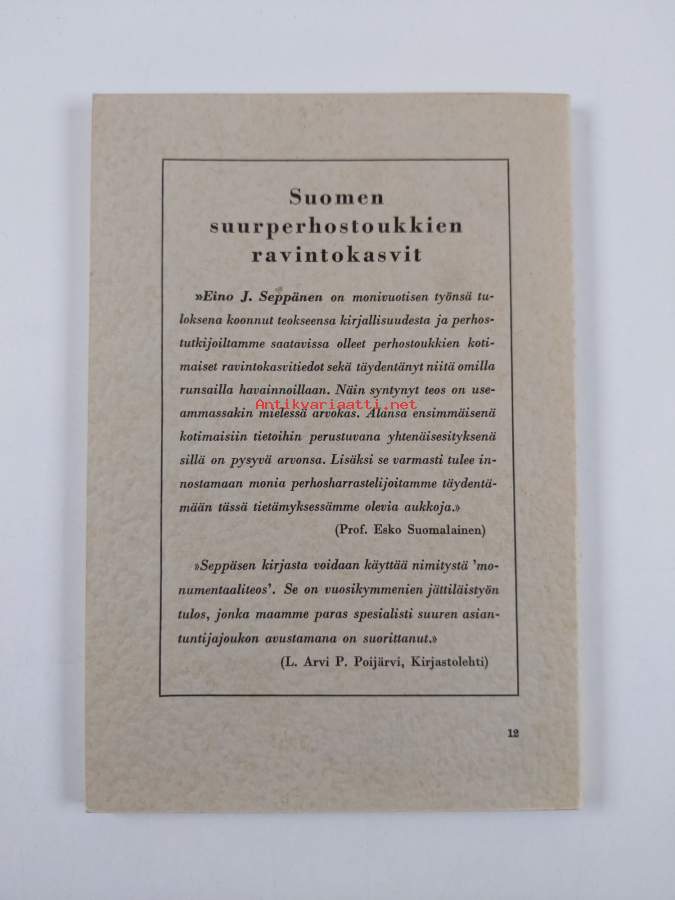 Suomen
suurperhostoukkien
ravintokasvit
»Eino J. Seppänen on monivuotisen työnsä tu-
loksena koonnut teokseensa kirjallisuudesta ja perhos-
tutkijoiltamme saatavissa olleet perhostoukkien koti-
maiset ravintokasvitiedot sekä täydentänyt niitä omilla
runsailla havainnoillaan. Näin syntynyt teos on use-
Antikvariaatti.net
ammassakin mielessä arvokas. Alansa ensimmäisenä
kotimaisiin tietoihin perustuvana yhtenäisesityksenä
sillä on pysyvä arvonsa. Lisäksi se varmasti tulee in-
nostamaan monia perhosharrastelijoitamme täydentä-
mään tässä tietämyksessämme olevia aukkoja.»
(Prof. Esko Suomalainen)
»Seppäsen kirjasta voidaan käyttää nimitystä 'mo-
numentaaliteos'. Se on vuosikymmenien jättiläistyön
tulos, jonka maamme paras spesialisti suuren asian-
tuntijajoukon avustamana on suorittanut.»
(L. Arvi P. Poijärvi, Kirjastolehti)
12